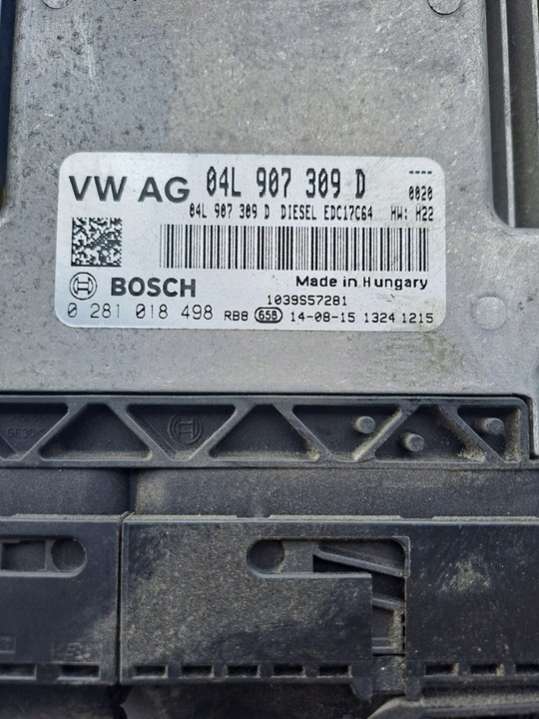 VW AG 04L 907 309 D ----
0020
04L 907 309 D DIESEL EDC17C64 HW: H22
BOSCH Made in Hungary
1039S57281
0 281 018 498 RB8 658 14-08-15 1324 1215